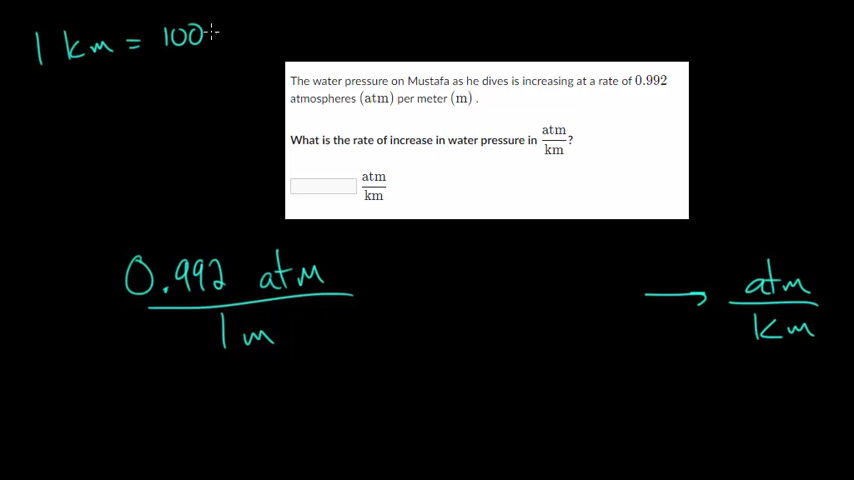 1 km = 100
The water pressure on Mustafa as he dives is increasing at a rate of 0.992
atmospheres (atm) per meter (m) .
What is the rate of increase in water pressure in atm/km ?
atm/km
0.992 atm
1 m
→ atm
km